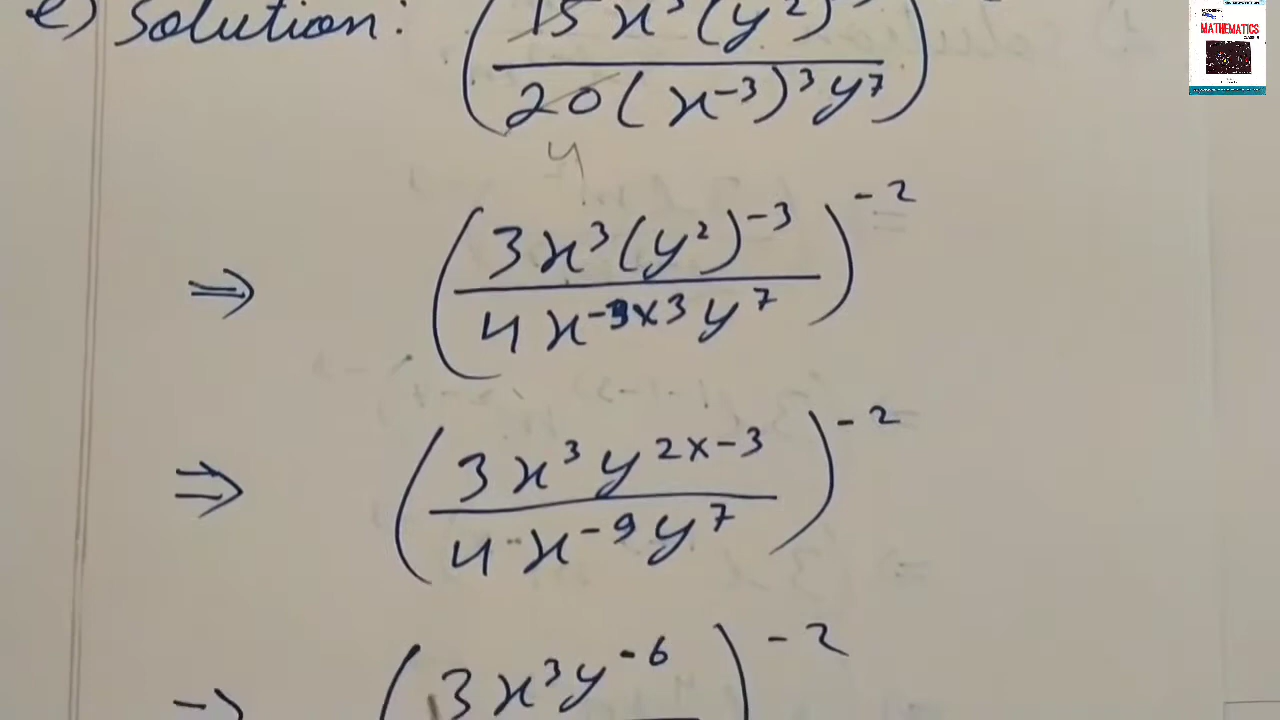 e) Solution: (15x³(y²)
20(x⁻³)³y⁷)
4
⇒ (3x³(y²)⁻³ / 4x⁻³ˣ³y⁷)⁻²
⇒ (3x³y²ˣ⁻³ / 4x⁻⁹y⁷)⁻²
⇒ (3x³y⁻⁶)⁻²
MATHEMATICS